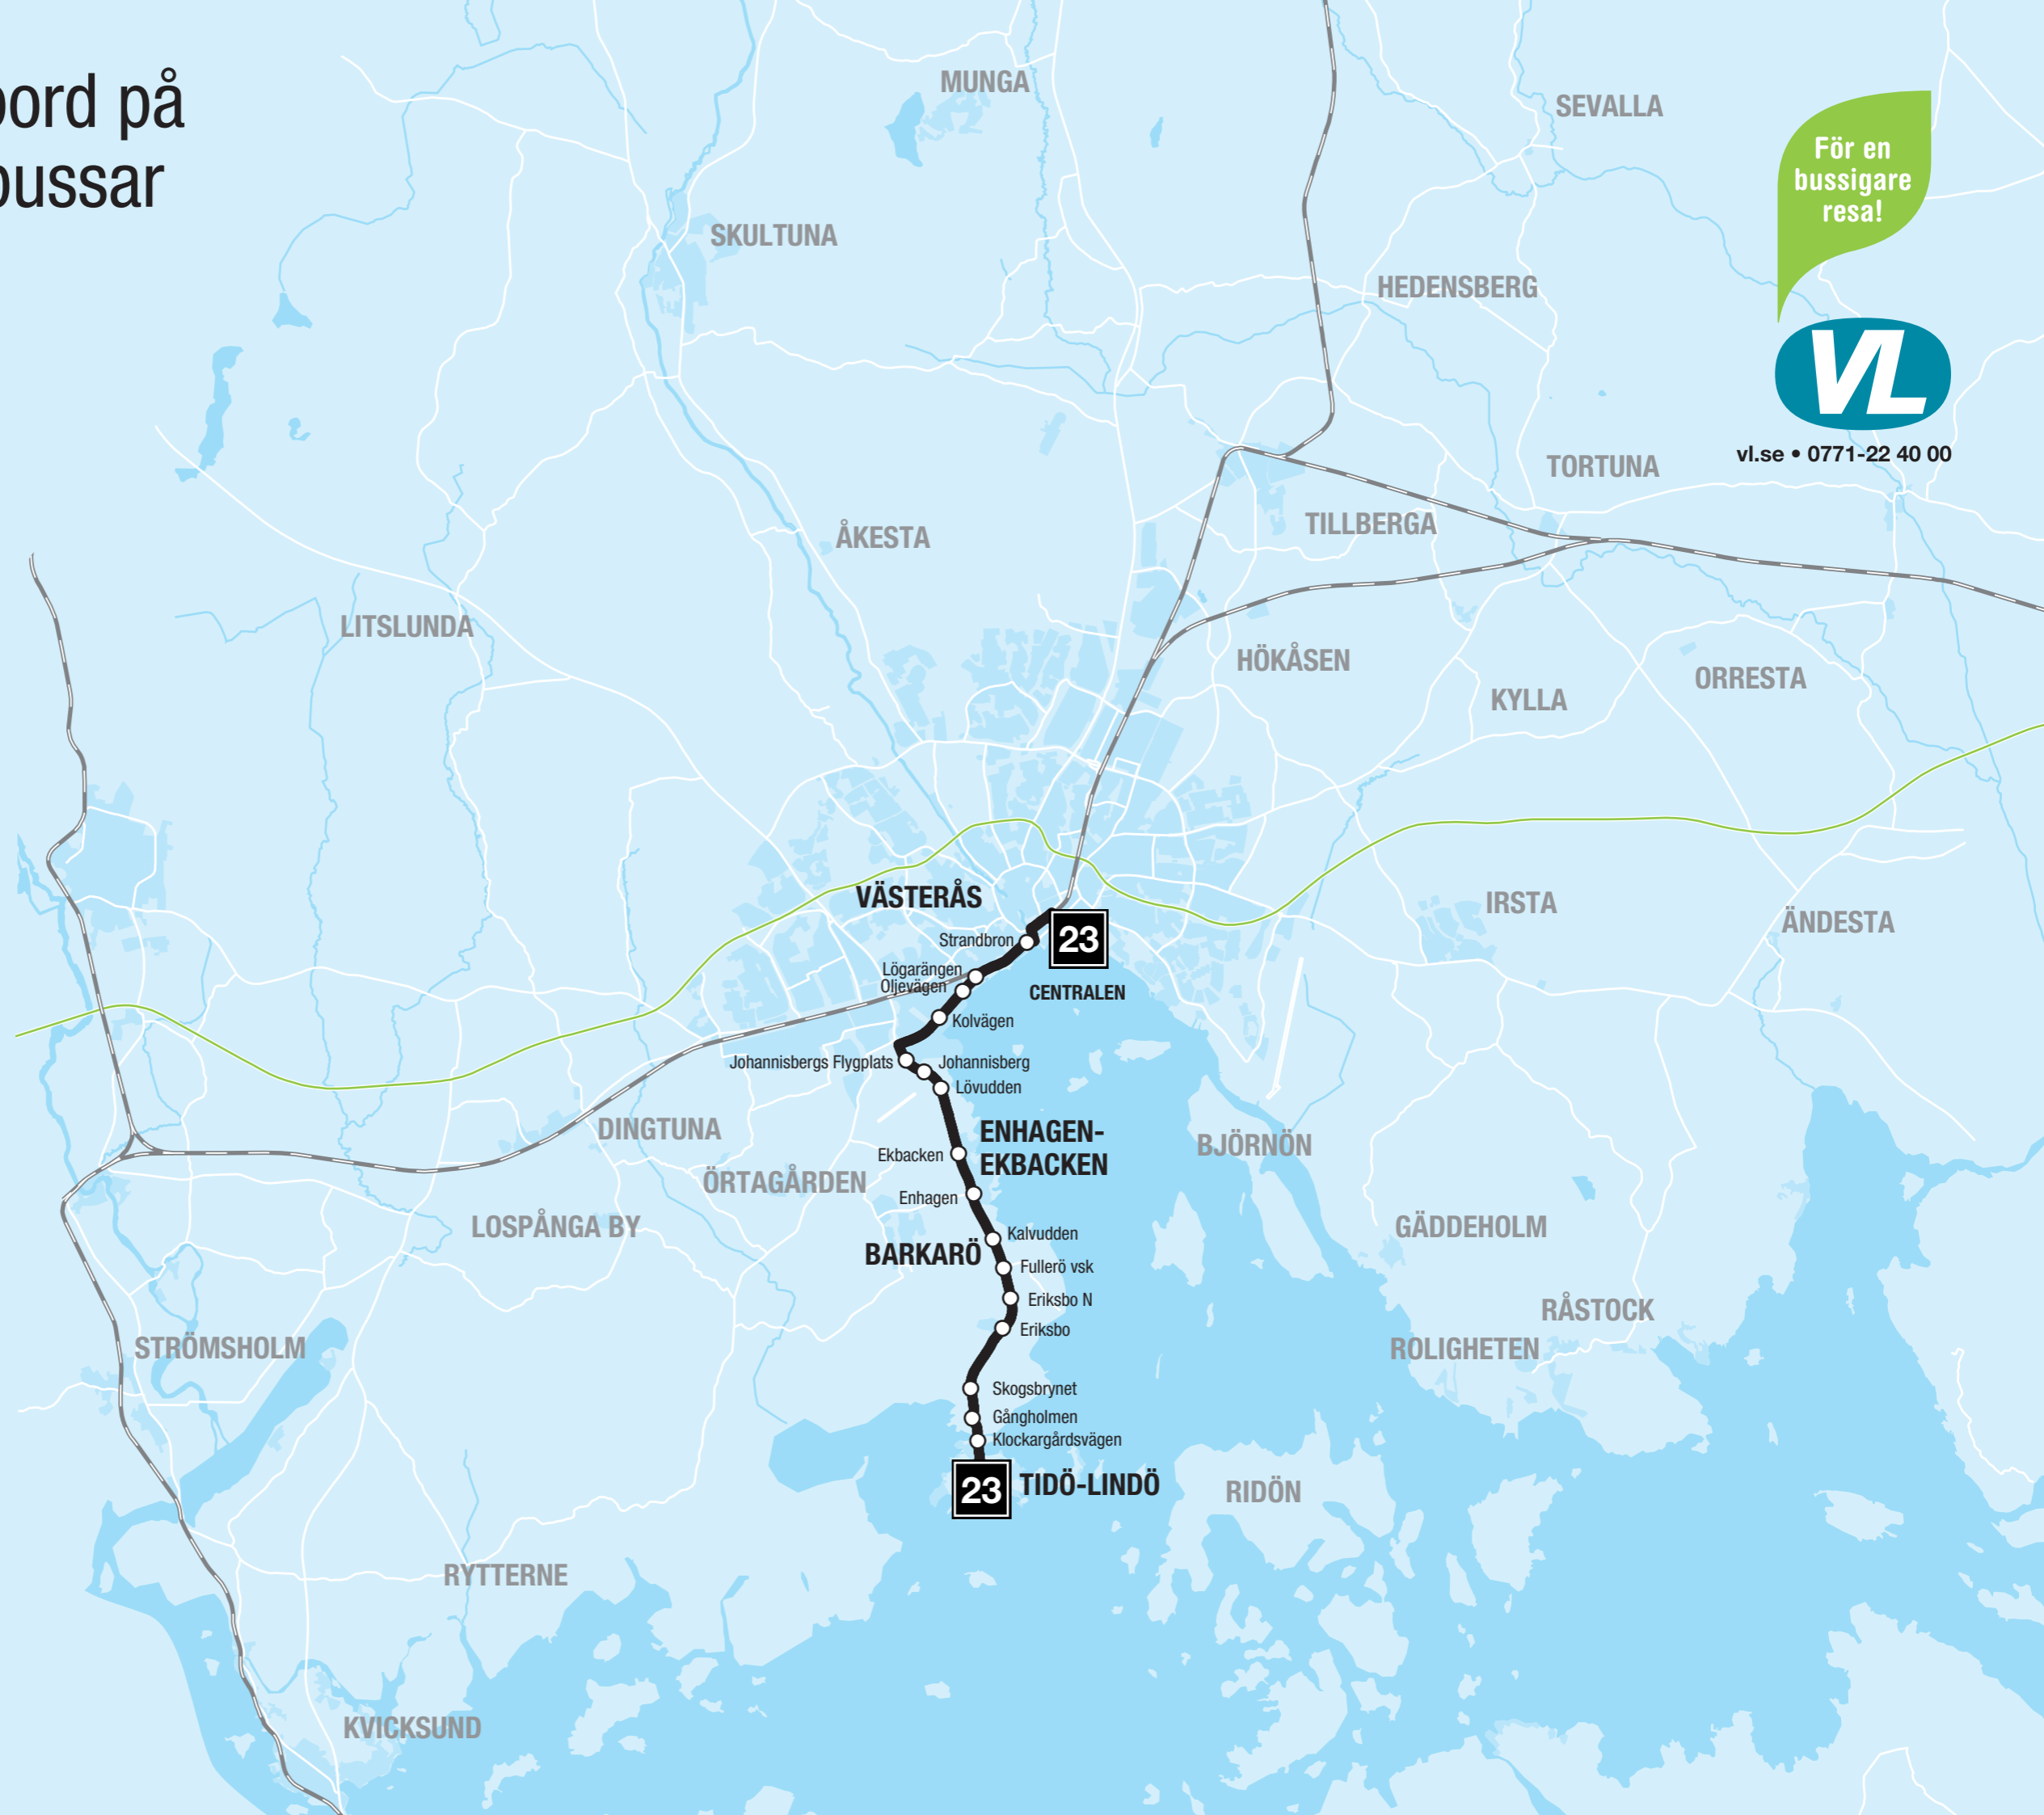 bord på
bussar
MUNGA
SEVALLA
För en
bussigare
resa!
SKULTUNA
HEDENSBERG
VL
vl.se • 0771-22 40 00
TORTUNA
TILLBERGA
ÅKESTA
LITSLUNDA
HÖKÅSEN
ORRESTA
KYLLA
VÄSTERÅS
IRSTA
ÄNDESTA
23
Strandbron
Lögarängen
Oljevägen
CENTRALEN
Kolvägen
Johannisbergs Flygplats
Johannisberg
Lövudden
DINGTUNA
ENHAGEN-
EKBACKEN
BJÖRNÖN
Ekbacken
ÖRTAGÅRDEN
Enhagen
LOSPÅNGA BY
GÄDDEHOLM
Kalvudden
BARKARÖ
Fullerö vsk
Eriksbo N
RÅSTOCK
Eriksbo
STRÖMSHOLM
ROLIGHETEN
Skogsbrynet
Gångholmen
Klockargårdsvägen
23
TIDÖ-LINDÖ
RIDÖN
RYTTERNE
KVICKSUND